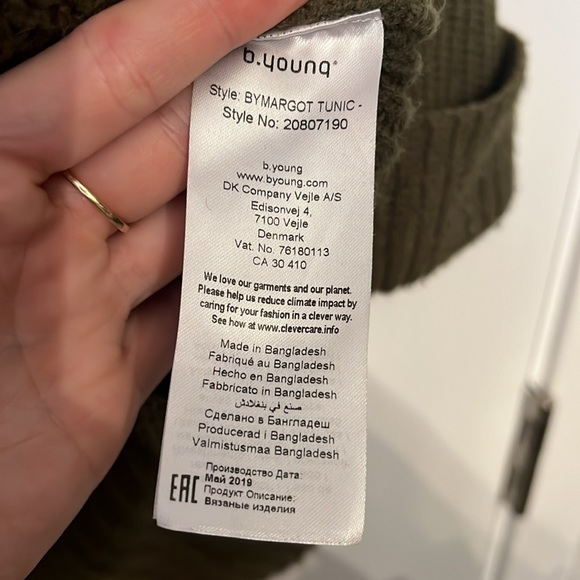 b.young
Style: BYMARGOT TUNIC -
Style No: 20807190
b.young
www.byoung.com
DK Company Vejle A/S
Edisonvej 4,
7100 Vejle
Denmark
Vat. No. 76180113
CA 30 410
We love our garments and our planet.
Please help us reduce climate impact by
caring for your fashion in a clever way.
See how at www.clevercare.info
Made in Bangladesh
Fabriqué au Bangladesh
Hecho en Bangladesh
Fabbricato in Bangladesh
صنع في بنغلادش
Сделано в Бангладеш
Producerad i Bangladesh
Valmistusmaa Bangladesh
Производство Дата:
Май 2019
EAC Продукт Описание:
Вязаные изделия